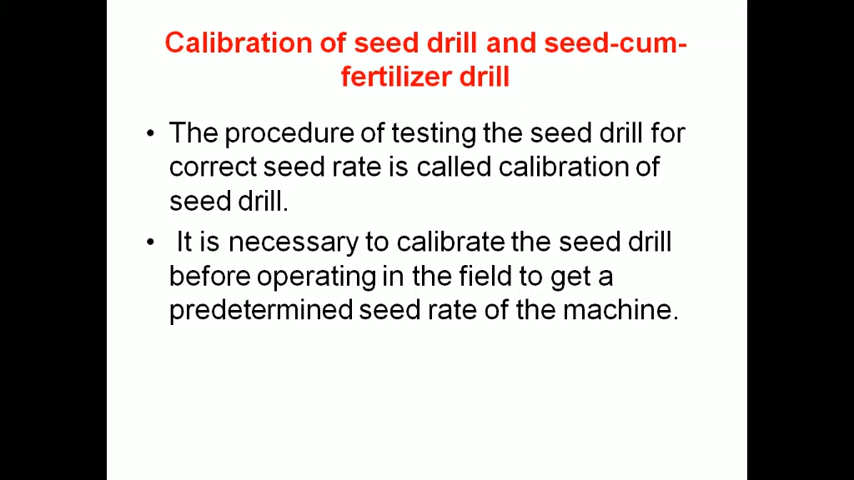 Calibration of seed drill and seed-cum-
fertilizer drill
• The procedure of testing the seed drill for
correct seed rate is called calibration of
seed drill.
• It is necessary to calibrate the seed drill
before operating in the field to get a
predetermined seed rate of the machine.